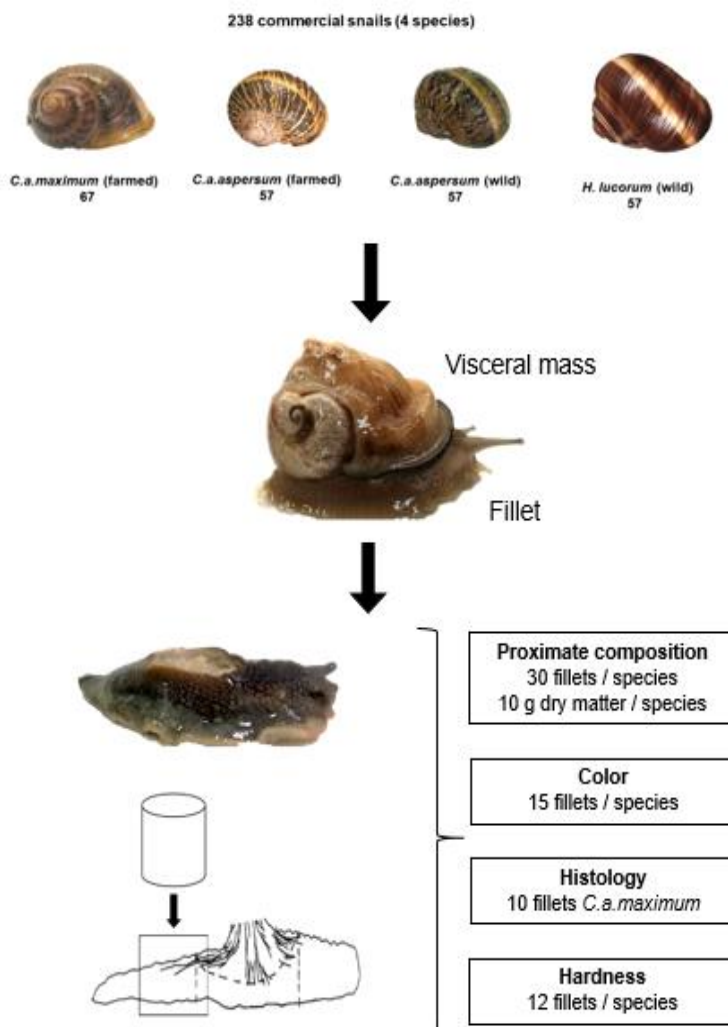 238 commercial snails (4 species)
C.a.maximum (farmed)
67
C.a.aspersum (farmed)
57
C.a.aspersum (wild)
57
H. lucorum (wild)
57
Visceral mass
Fillet
Proximate composition
30 fillets / species
10 g dry matter / species
Color
15 fillets / species
Histology
10 fillets C.a.maximum
Hardness
12 fillets / species